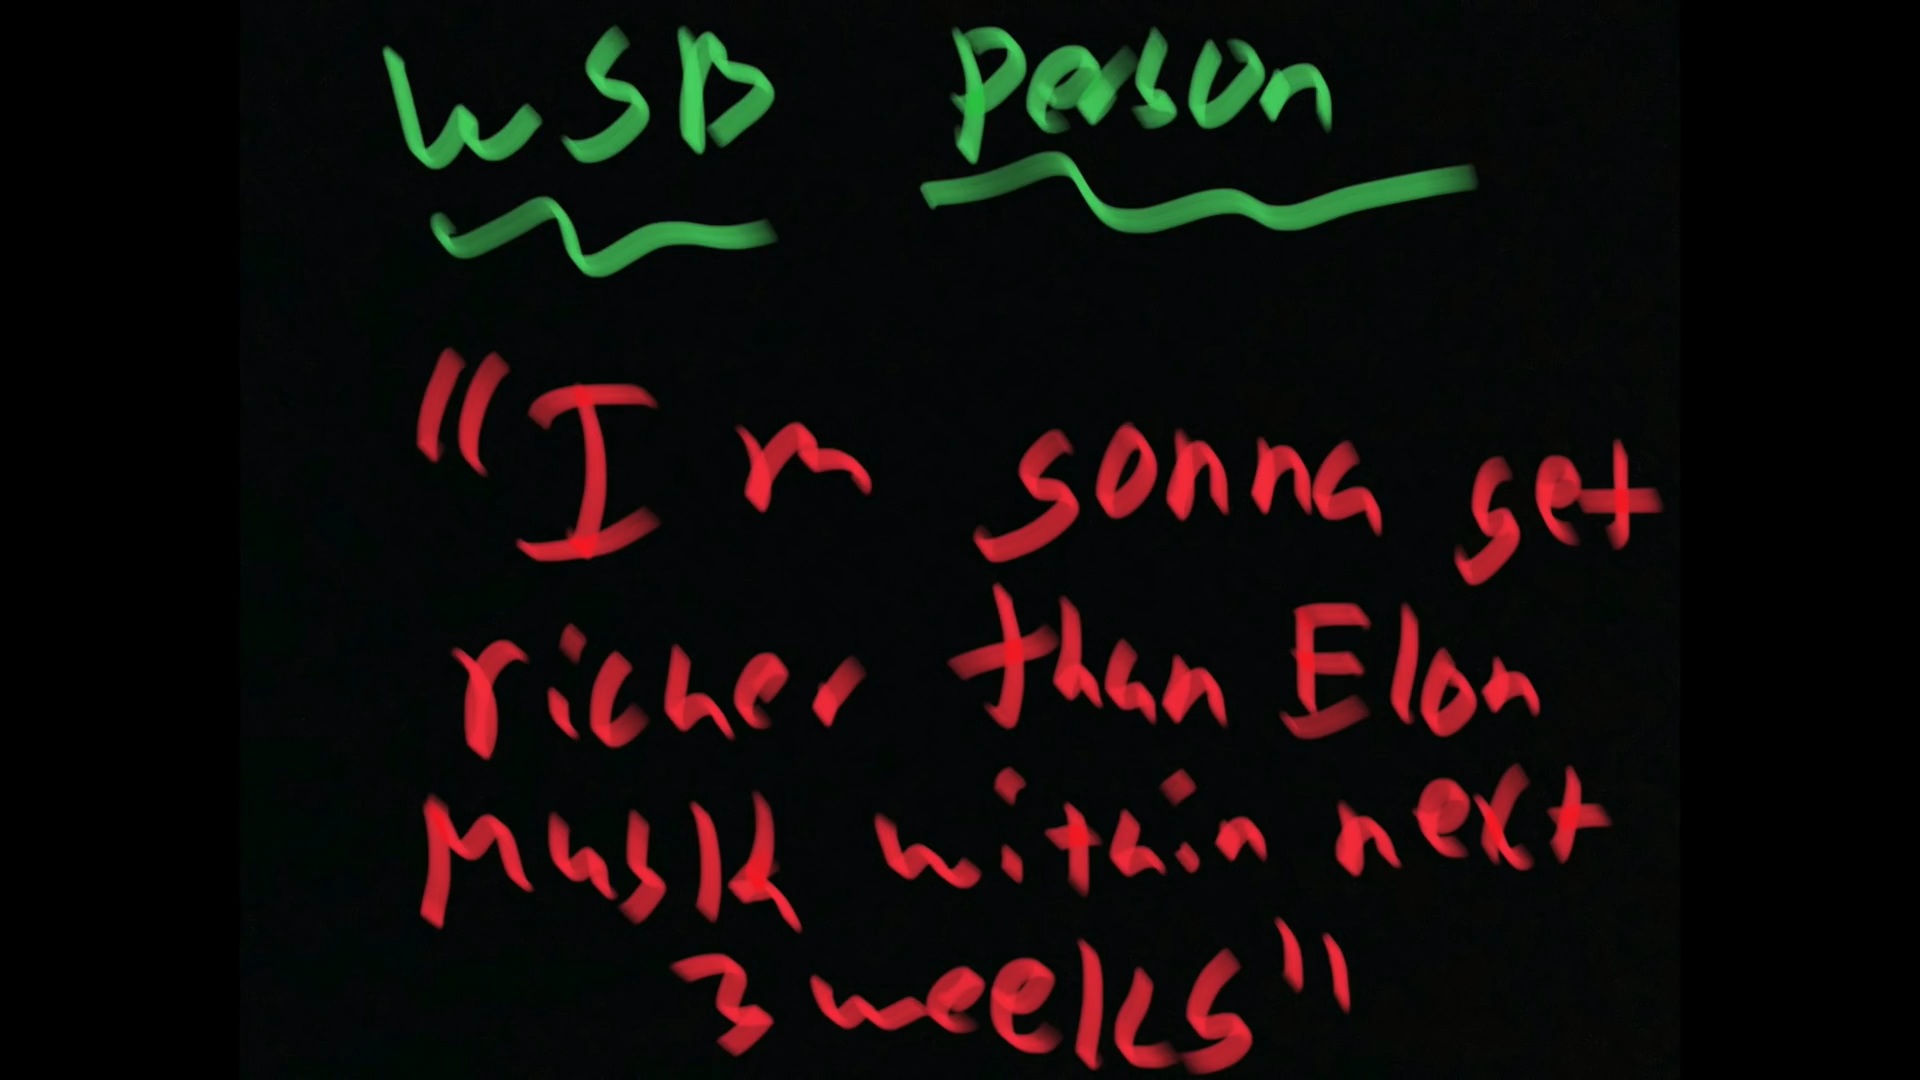 WSB person
"I m gonna get
richer than Elon
Musk within next
3 weeks"